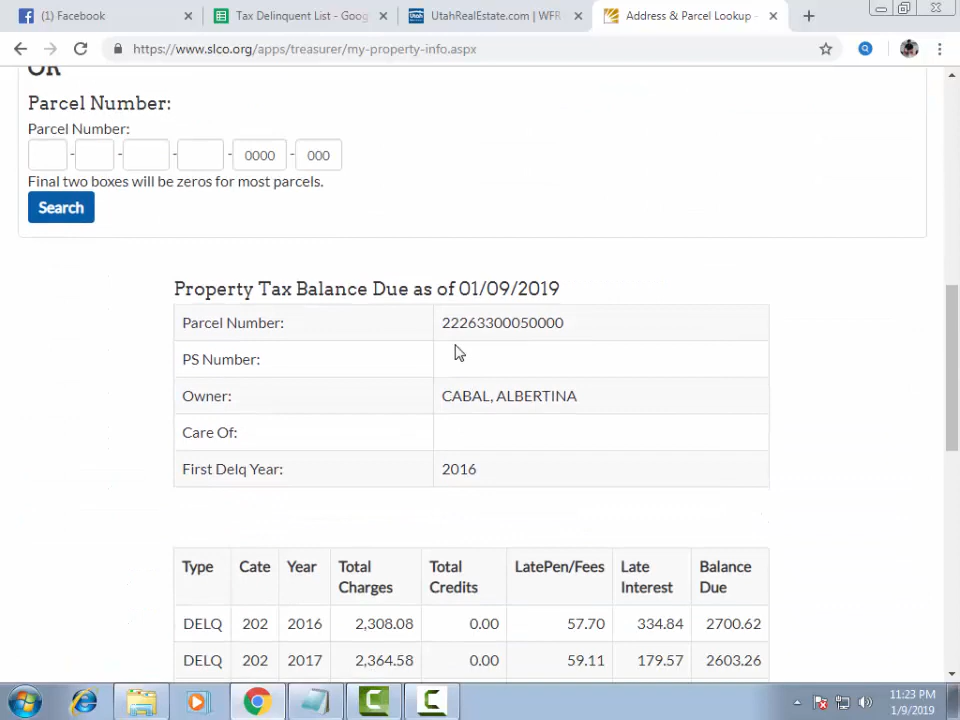 (1) Facebook
Tax Delinquent List - Goog
UtahRealEstate.com | WFR
Address & Parcel Lookup -
https://www.slco.org/apps/treasurer/my-property-info.aspx
OR
Parcel Number:
Parcel Number:
- - - - 0000 - 000
Final two boxes will be zeros for most parcels.
Search
Property Tax Balance Due as of 01/09/2019
Parcel Number: 22263300050000
PS Number:
Owner: CABAL, ALBERTINA
Care Of:
First Delq Year: 2016
Type Cate Year Total Charges Total Credits LatePen/Fees Late Interest Balance Due
DELQ 202 2016 2,308.08 0.00 57.70 334.84 2700.62
DELQ 202 2017 2,364.58 0.00 59.11 179.57 2603.26
11:23 PM
1/9/2019